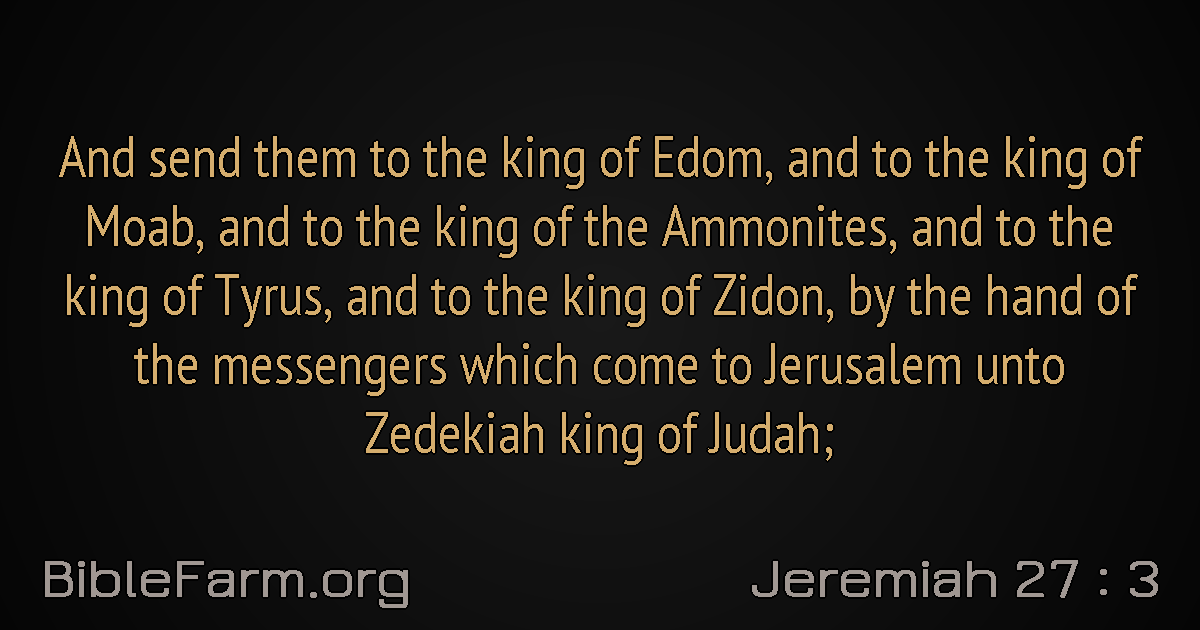 And send them to the king of Edom, and to the king of
Moab, and to the king of the Ammonites, and to the
king of Tyrus, and to the king of Zidon, by the hand of
the messengers which come to Jerusalem unto
Zedekiah king of Judah;
BibleFarm.org
Jeremiah 27 : 3